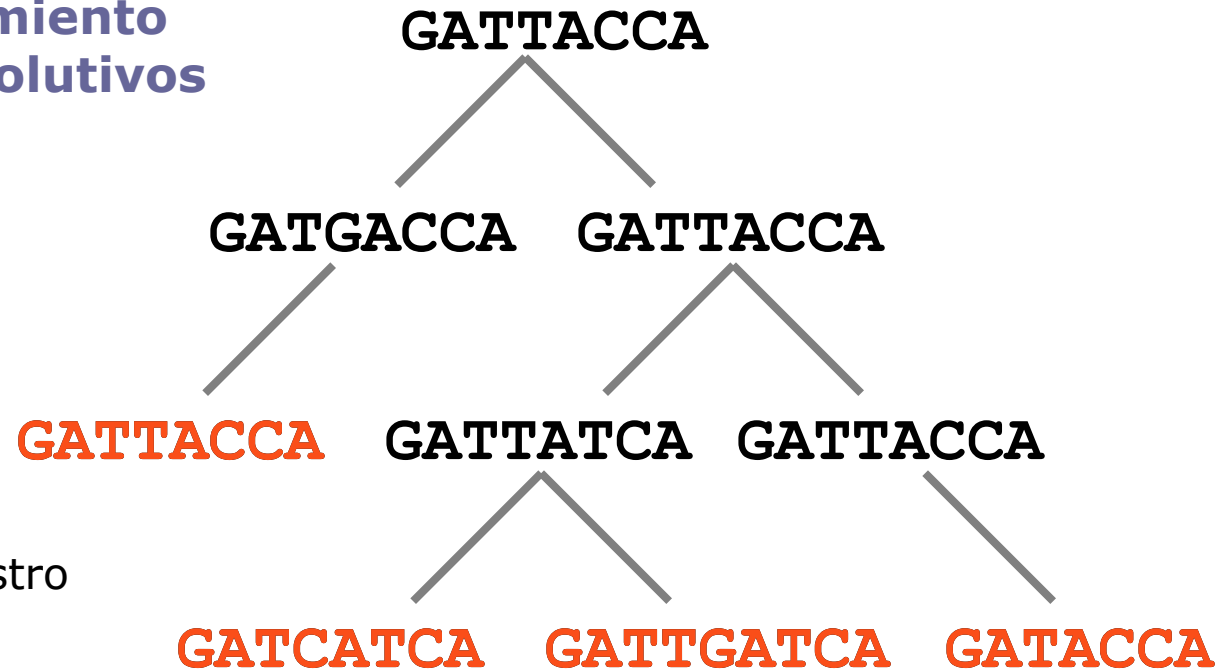 miento
olutivos
GATTACCA
GATGACCA GATTACCA
GATTACCA GATTATCA GATTACCA
stro
GATCATCA GATTGATCA GATACCA